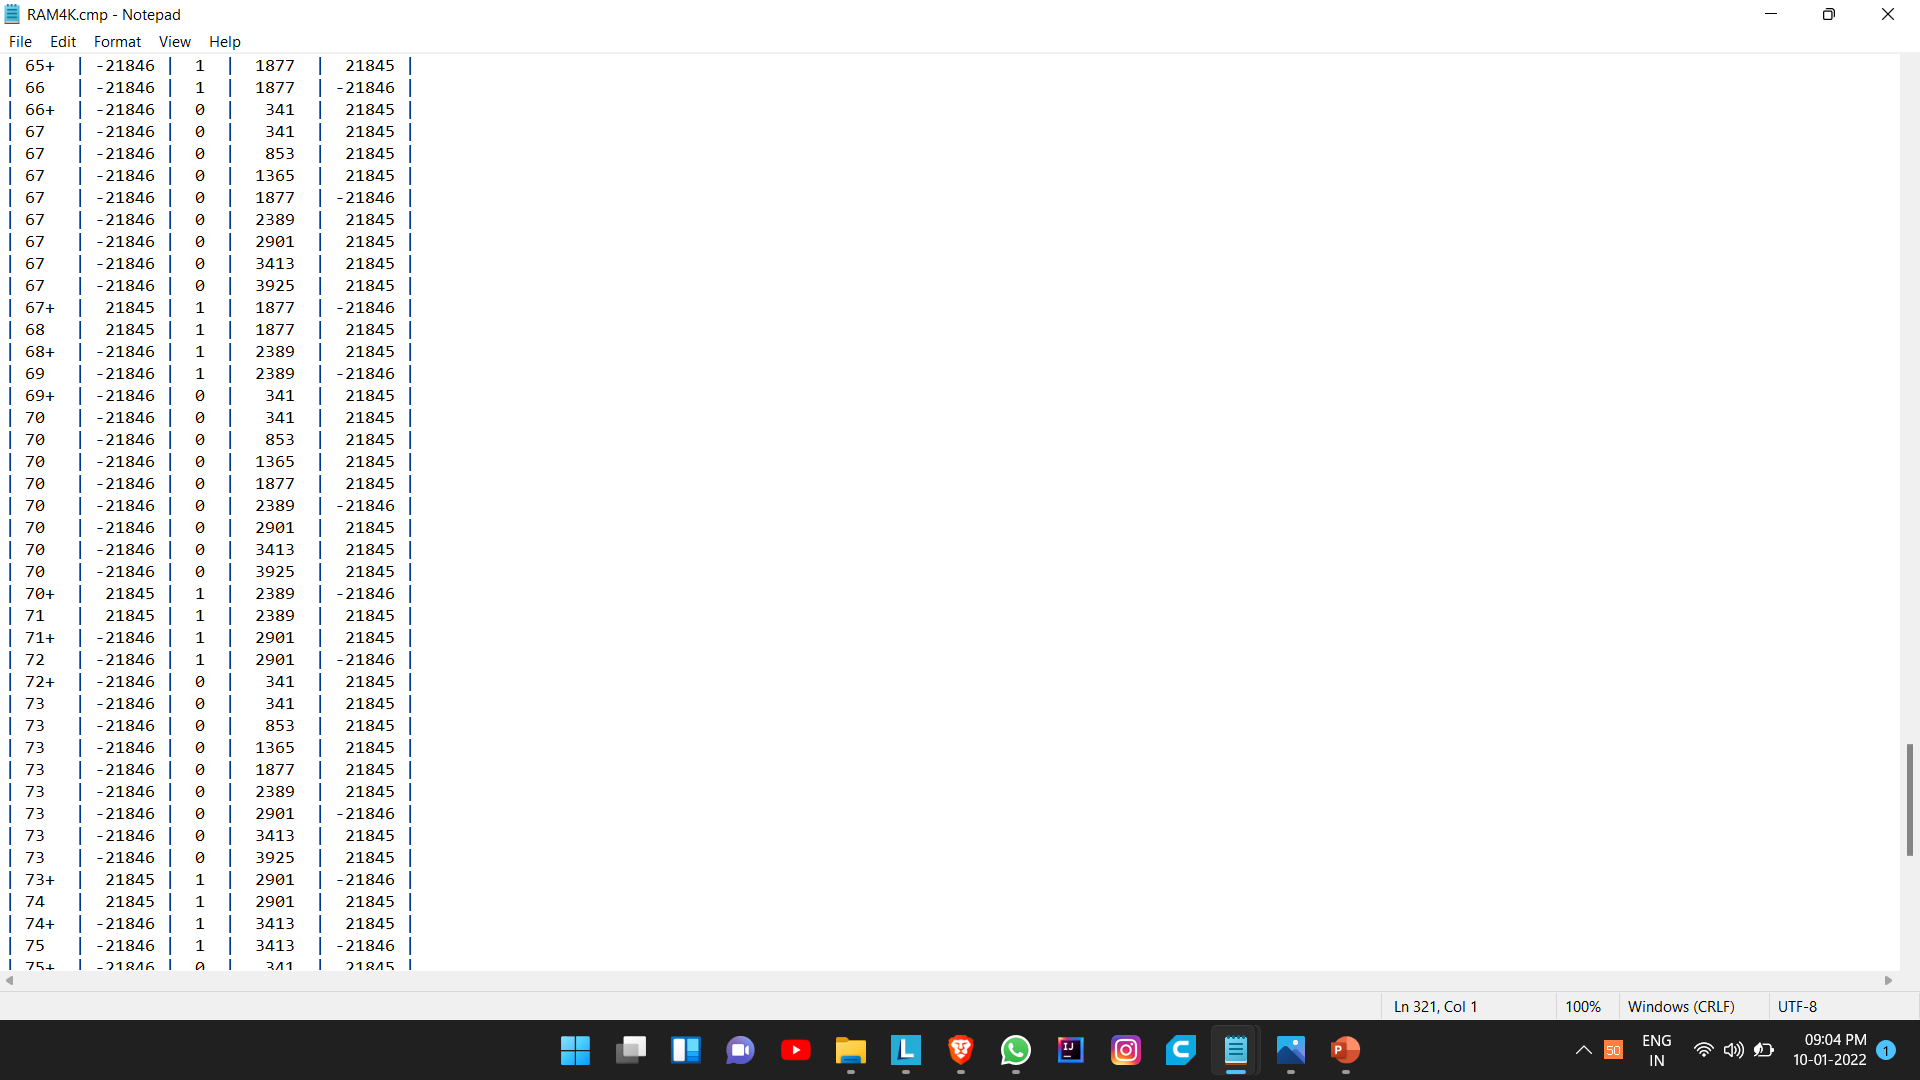 RAM4K.cmp - Notepad
File Edit Format View Help
| 65+ | -21846 | 1 | 1877 | 21845 |
| 66 | -21846 | 1 | 1877 | -21846 |
| 66+ | -21846 | 0 | 341 | 21845 |
| 67 | -21846 | 0 | 341 | 21845 |
| 67 | -21846 | 0 | 853 | 21845 |
| 67 | -21846 | 0 | 1365 | 21845 |
| 67 | -21846 | 0 | 1877 | -21846 |
| 67 | -21846 | 0 | 2389 | 21845 |
| 67 | -21846 | 0 | 2901 | 21845 |
| 67 | -21846 | 0 | 3413 | 21845 |
| 67 | -21846 | 0 | 3925 | 21845 |
| 67+ | 21845 | 1 | 1877 | -21846 |
| 68 | 21845 | 1 | 1877 | 21845 |
| 68+ | -21846 | 1 | 2389 | 21845 |
| 69 | -21846 | 1 | 2389 | -21846 |
| 69+ | -21846 | 0 | 341 | 21845 |
| 70 | -21846 | 0 | 341 | 21845 |
| 70 | -21846 | 0 | 853 | 21845 |
| 70 | -21846 | 0 | 1365 | 21845 |
| 70 | -21846 | 0 | 1877 | 21845 |
| 70 | -21846 | 0 | 2389 | -21846 |
| 70 | -21846 | 0 | 2901 | 21845 |
| 70 | -21846 | 0 | 3413 | 21845 |
| 70 | -21846 | 0 | 3925 | 21845 |
| 70+ | 21845 | 1 | 2389 | -21846 |
| 71 | 21845 | 1 | 2389 | 21845 |
| 71+ | -21846 | 1 | 2901 | 21845 |
| 72 | -21846 | 1 | 2901 | -21846 |
| 72+ | -21846 | 0 | 341 | 21845 |
| 73 | -21846 | 0 | 341 | 21845 |
| 73 | -21846 | 0 | 853 | 21845 |
| 73 | -21846 | 0 | 1365 | 21845 |
| 73 | -21846 | 0 | 1877 | 21845 |
| 73 | -21846 | 0 | 2389 | 21845 |
| 73 | -21846 | 0 | 2901 | -21846 |
| 73 | -21846 | 0 | 3413 | 21845 |
| 73 | -21846 | 0 | 3925 | 21845 |
| 73+ | 21845 | 1 | 2901 | -21846 |
| 74 | 21845 | 1 | 2901 | 21845 |
| 74+ | -21846 | 1 | 3413 | 21845 |
| 75 | -21846 | 1 | 3413 | -21846 |
| 75+ | -21846 | 0 | 341 | 21845 |
Ln 321, Col 1 100% Windows (CRLF) UTF-8
L IJ C P 50 ENG IN 09:04 PM 1
10-01-2022